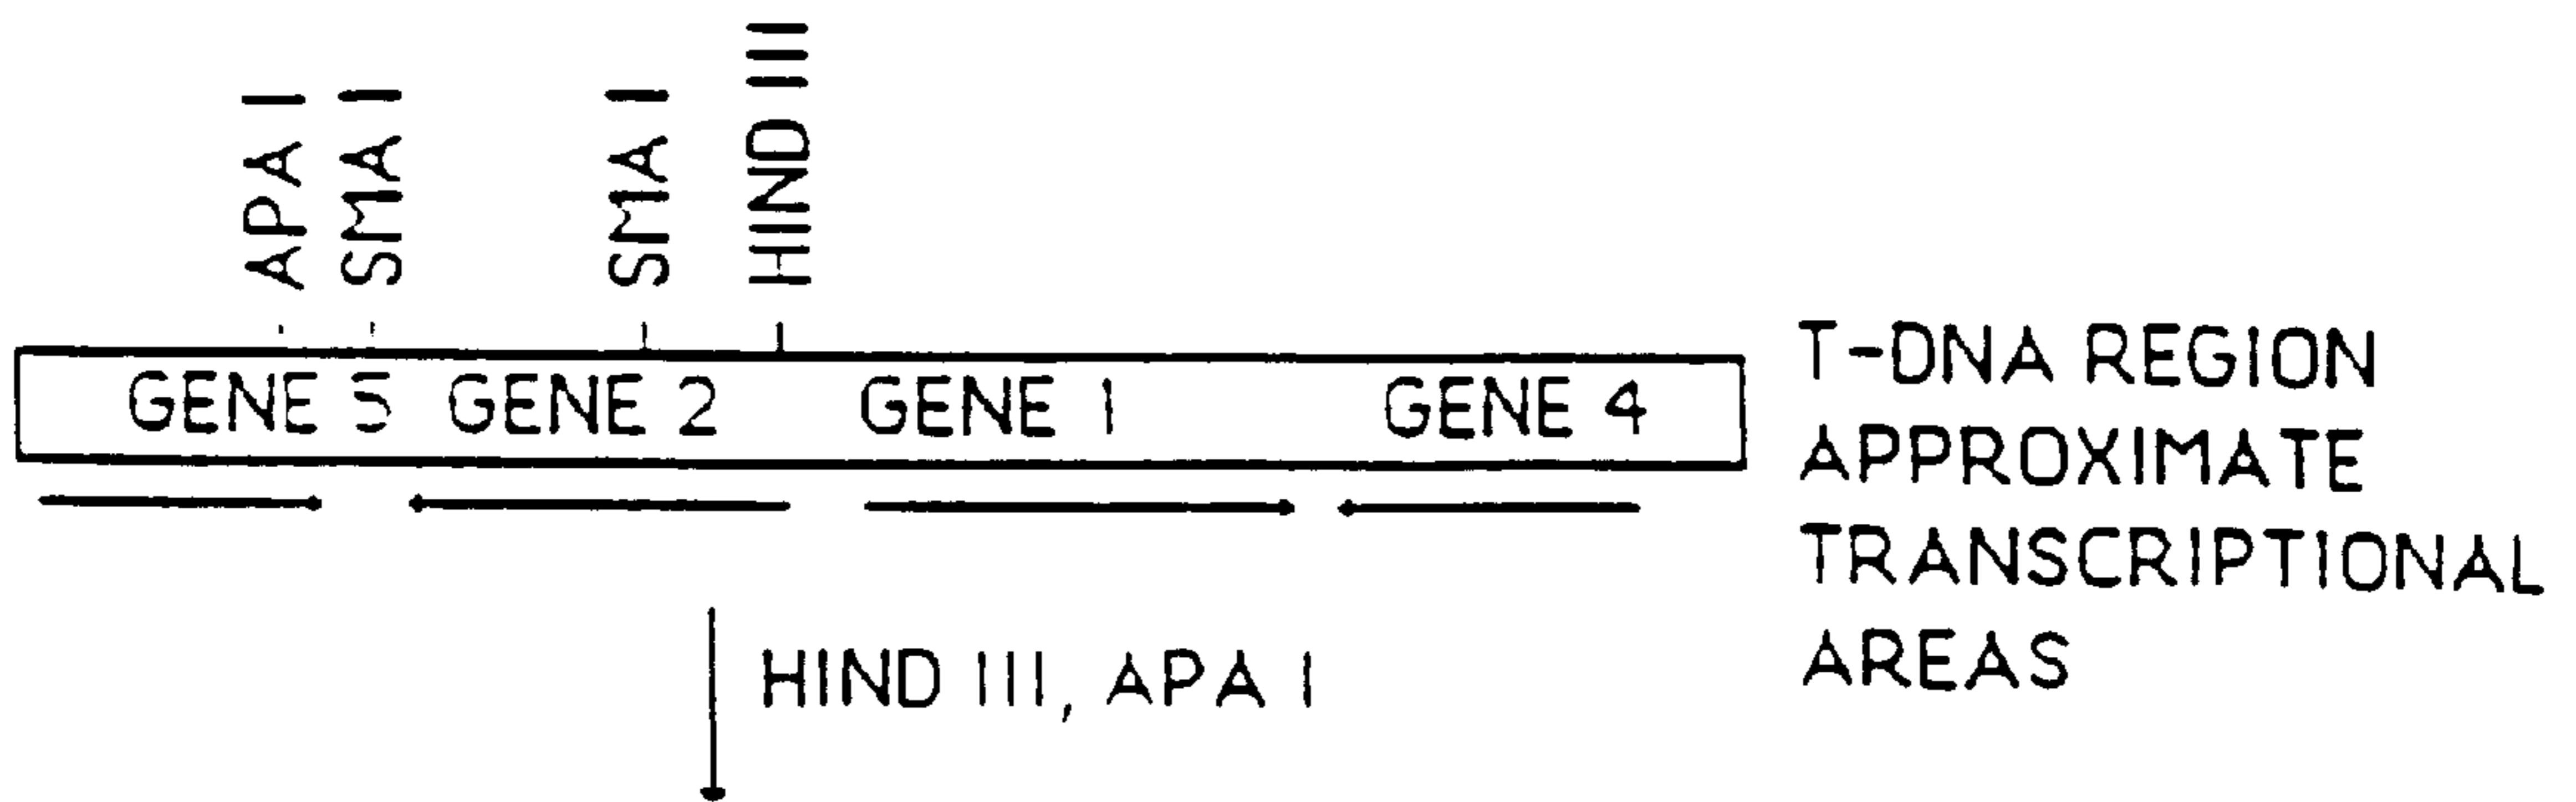 APA I
SMA I
SMA I
HIND III
GENE 5 GENE 2 GENE 1 GENE 4
T-DNA REGION
APPROXIMATE
TRANSCRIPTIONAL
AREAS
HIND III, APA I